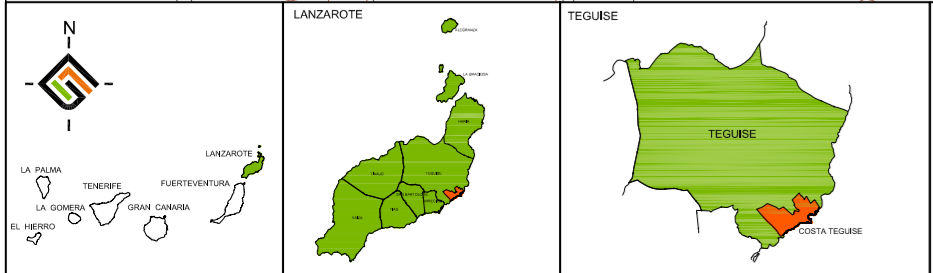 N
LANZAROTE
LA PALMA
TENERIFE
FUERTEVENTURA
LA GOMERA
GRAN CANARIA
EL HIERRO
LANZAROTE
ALEGRANZA
LA GRACIOSA
HARIA
TINAJO
TEGUISE
YAIZA
TIAS
TEGUISE
TEGUISE
COSTA TEGUISE